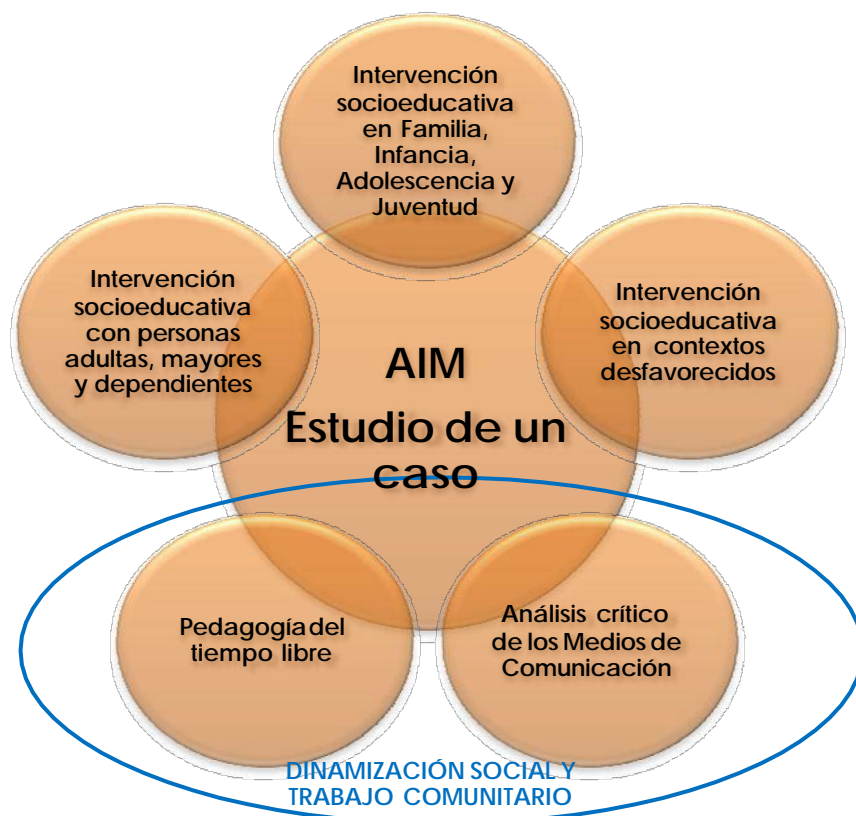 Intervención
socioeducativa
en Familia,
Infancia,
Adolescencia y
Juventud
Intervención
socioeducativa
con personas
adultas, mayores
y dependientes
Intervención
socioeducativa
en contextos
desfavorecidos
AIM
Estudio de un
caso
Pedagogía del
tiempo libre
Análisis crítico
de los Medios de
Comunicación
DINAMIZACIÓN SOCIAL Y
TRABAJO COMUNITARIO